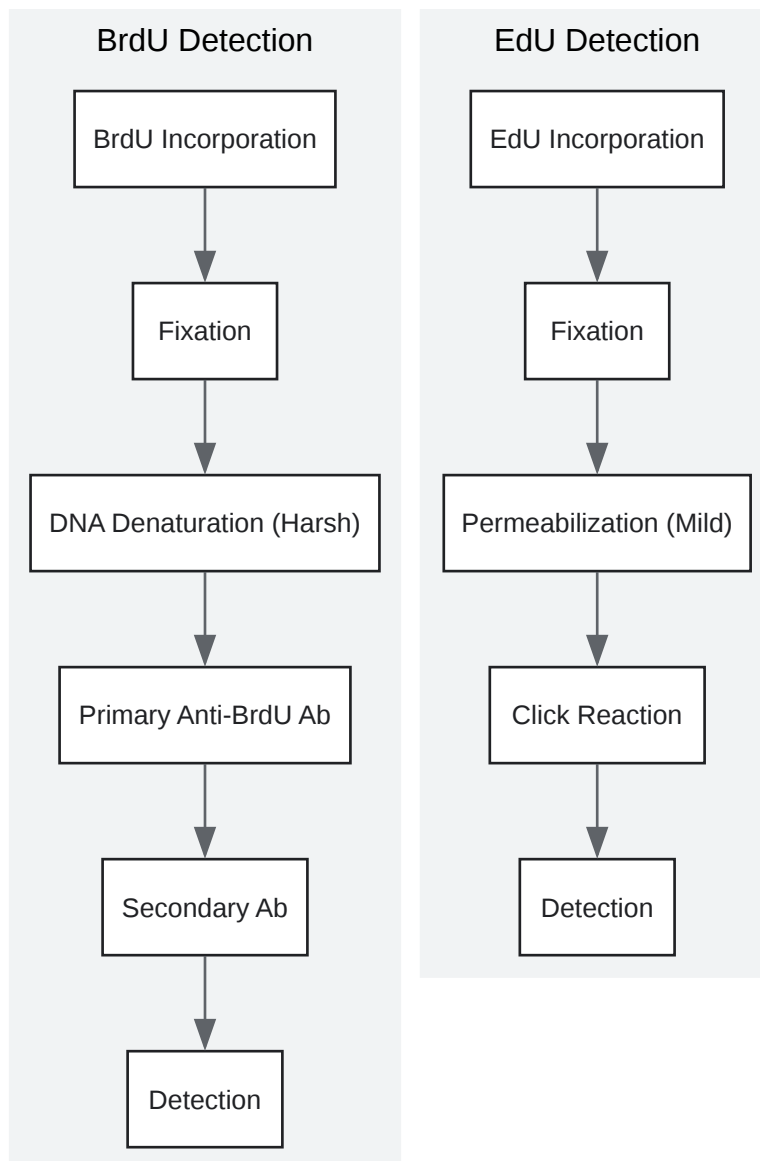 BrdU Detection
BrdU Incorporation
Fixation
DNA Denaturation (Harsh)
Primary Anti-BrdU Ab
Secondary Ab
Detection
EdU Detection
EdU Incorporation
Fixation
Permeabilization (Mild)
Click Reaction
Detection